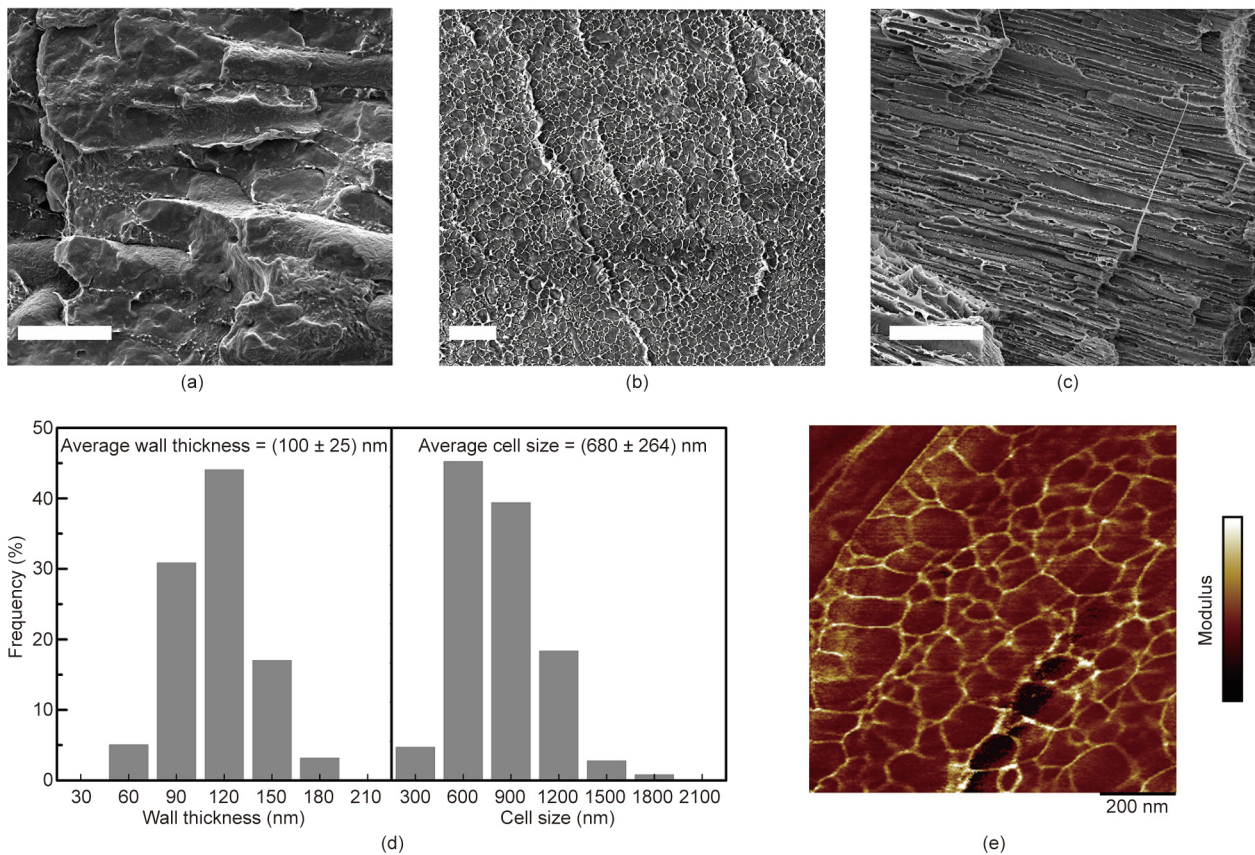 (a)
(b)
(c)
50
40
30
20
10
0
Frequency (%)
Average wall thickness = (100 ± 25) nm
Average cell size = (680 ± 264) nm
30 60 90 120 150 180 210
300 600 900 1200 1500 1800 2100
Wall thickness (nm)
Cell size (nm)
(d)
Modulus
200 nm
(e)